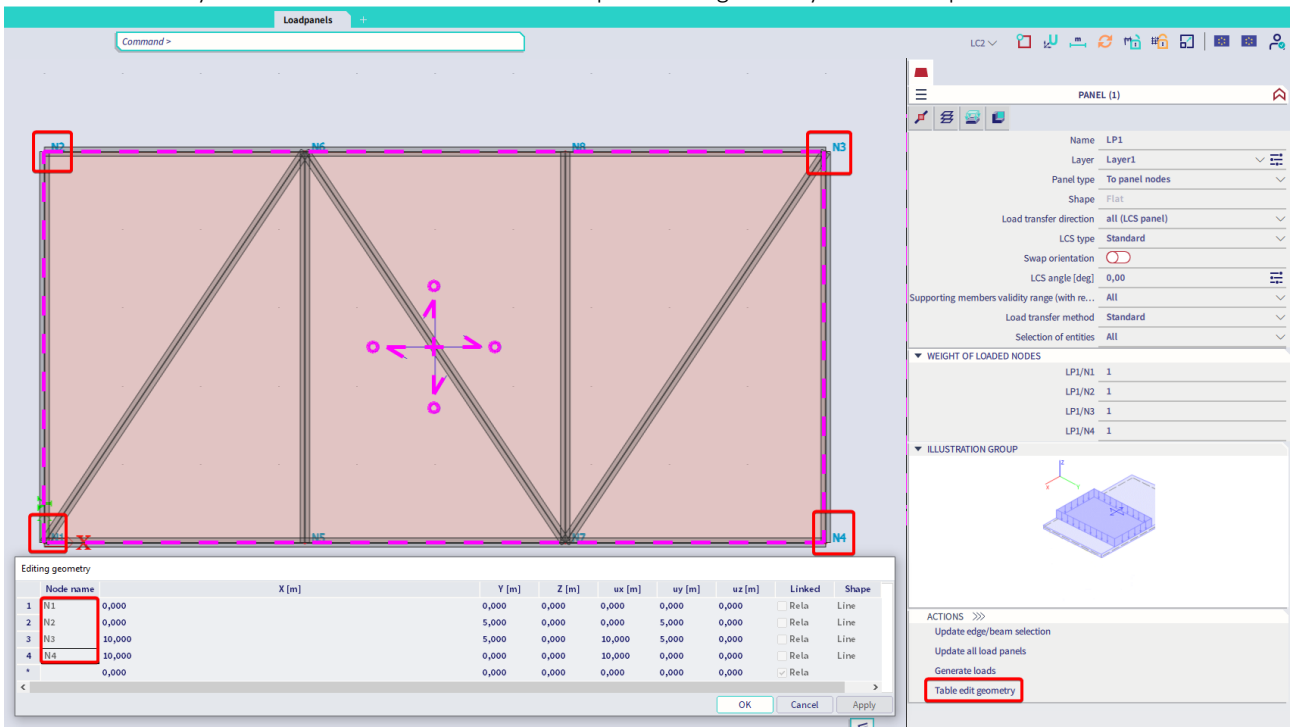 Loadpanels +
Command >
LC2
PANEL (1)
Name LP1
Layer Layer1
Panel type To panel nodes
Shape Flat
Load transfer direction all (LCS panel)
LCS type Standard
Swap orientation
LCS angle [deg] 0,00
Supporting members validity range (with re... All
Load transfer method Standard
Selection of entities All
WEIGHT OF LOADED NODES
LP1/N1 1
LP1/N2 1
LP1/N3 1
LP1/N4 1
ILLUSTRATION GROUP
ACTIONS >>>
Update edge/beam selection
Update all load panels
Generate loads
Table edit geometry
N2 N6 N8 N3
N1 X N5 N7 N4
Editing geometry
Node name X [m] Y [m] Z [m] ux [m] uy [m] uz [m] Linked Shape
1 N1 0,000 0,000 0,000 0,000 0,000 0,000 Rela Line
2 N2 0,000 5,000 0,000 0,000 5,000 0,000 Rela Line
3 N3 10,000 5,000 0,000 10,000 5,000 0,000 Rela Line
4 N4 10,000 0,000 0,000 10,000 0,000 0,000 Rela Line
* 0,000 0,000 0,000 0,000 0,000 0,000 Rela
OK Cancel Apply